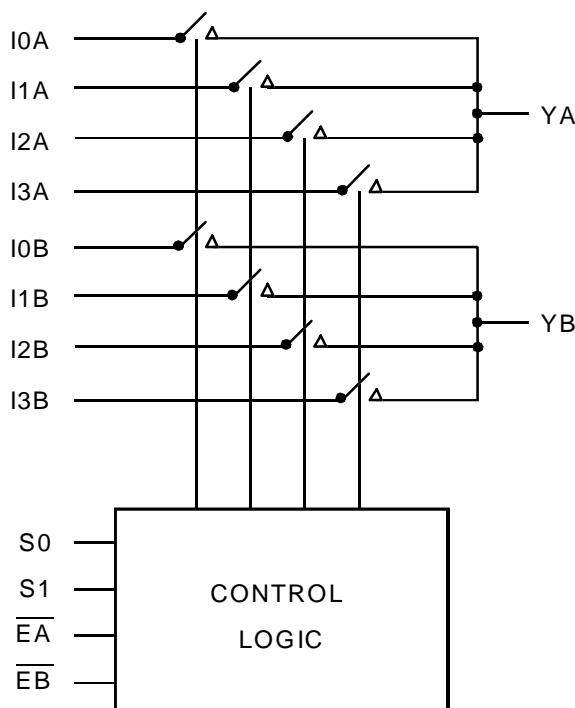 I0A
I1A
YA
I2A
I3A
I0B
I1B
YB
I2B
I3B
S0
S1
CONTROL
LOGIC
EA
EB